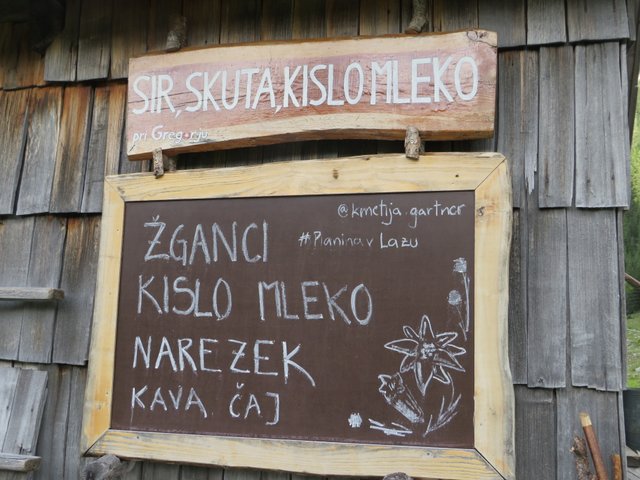 SIR, SKUTA, KISLO MLEKO
pri Gregorju
@kmetija.gartner
#Planina v Lazu
ŽGANCI
KISLO MLEKO
NAREZEK
KAVA ČAJ